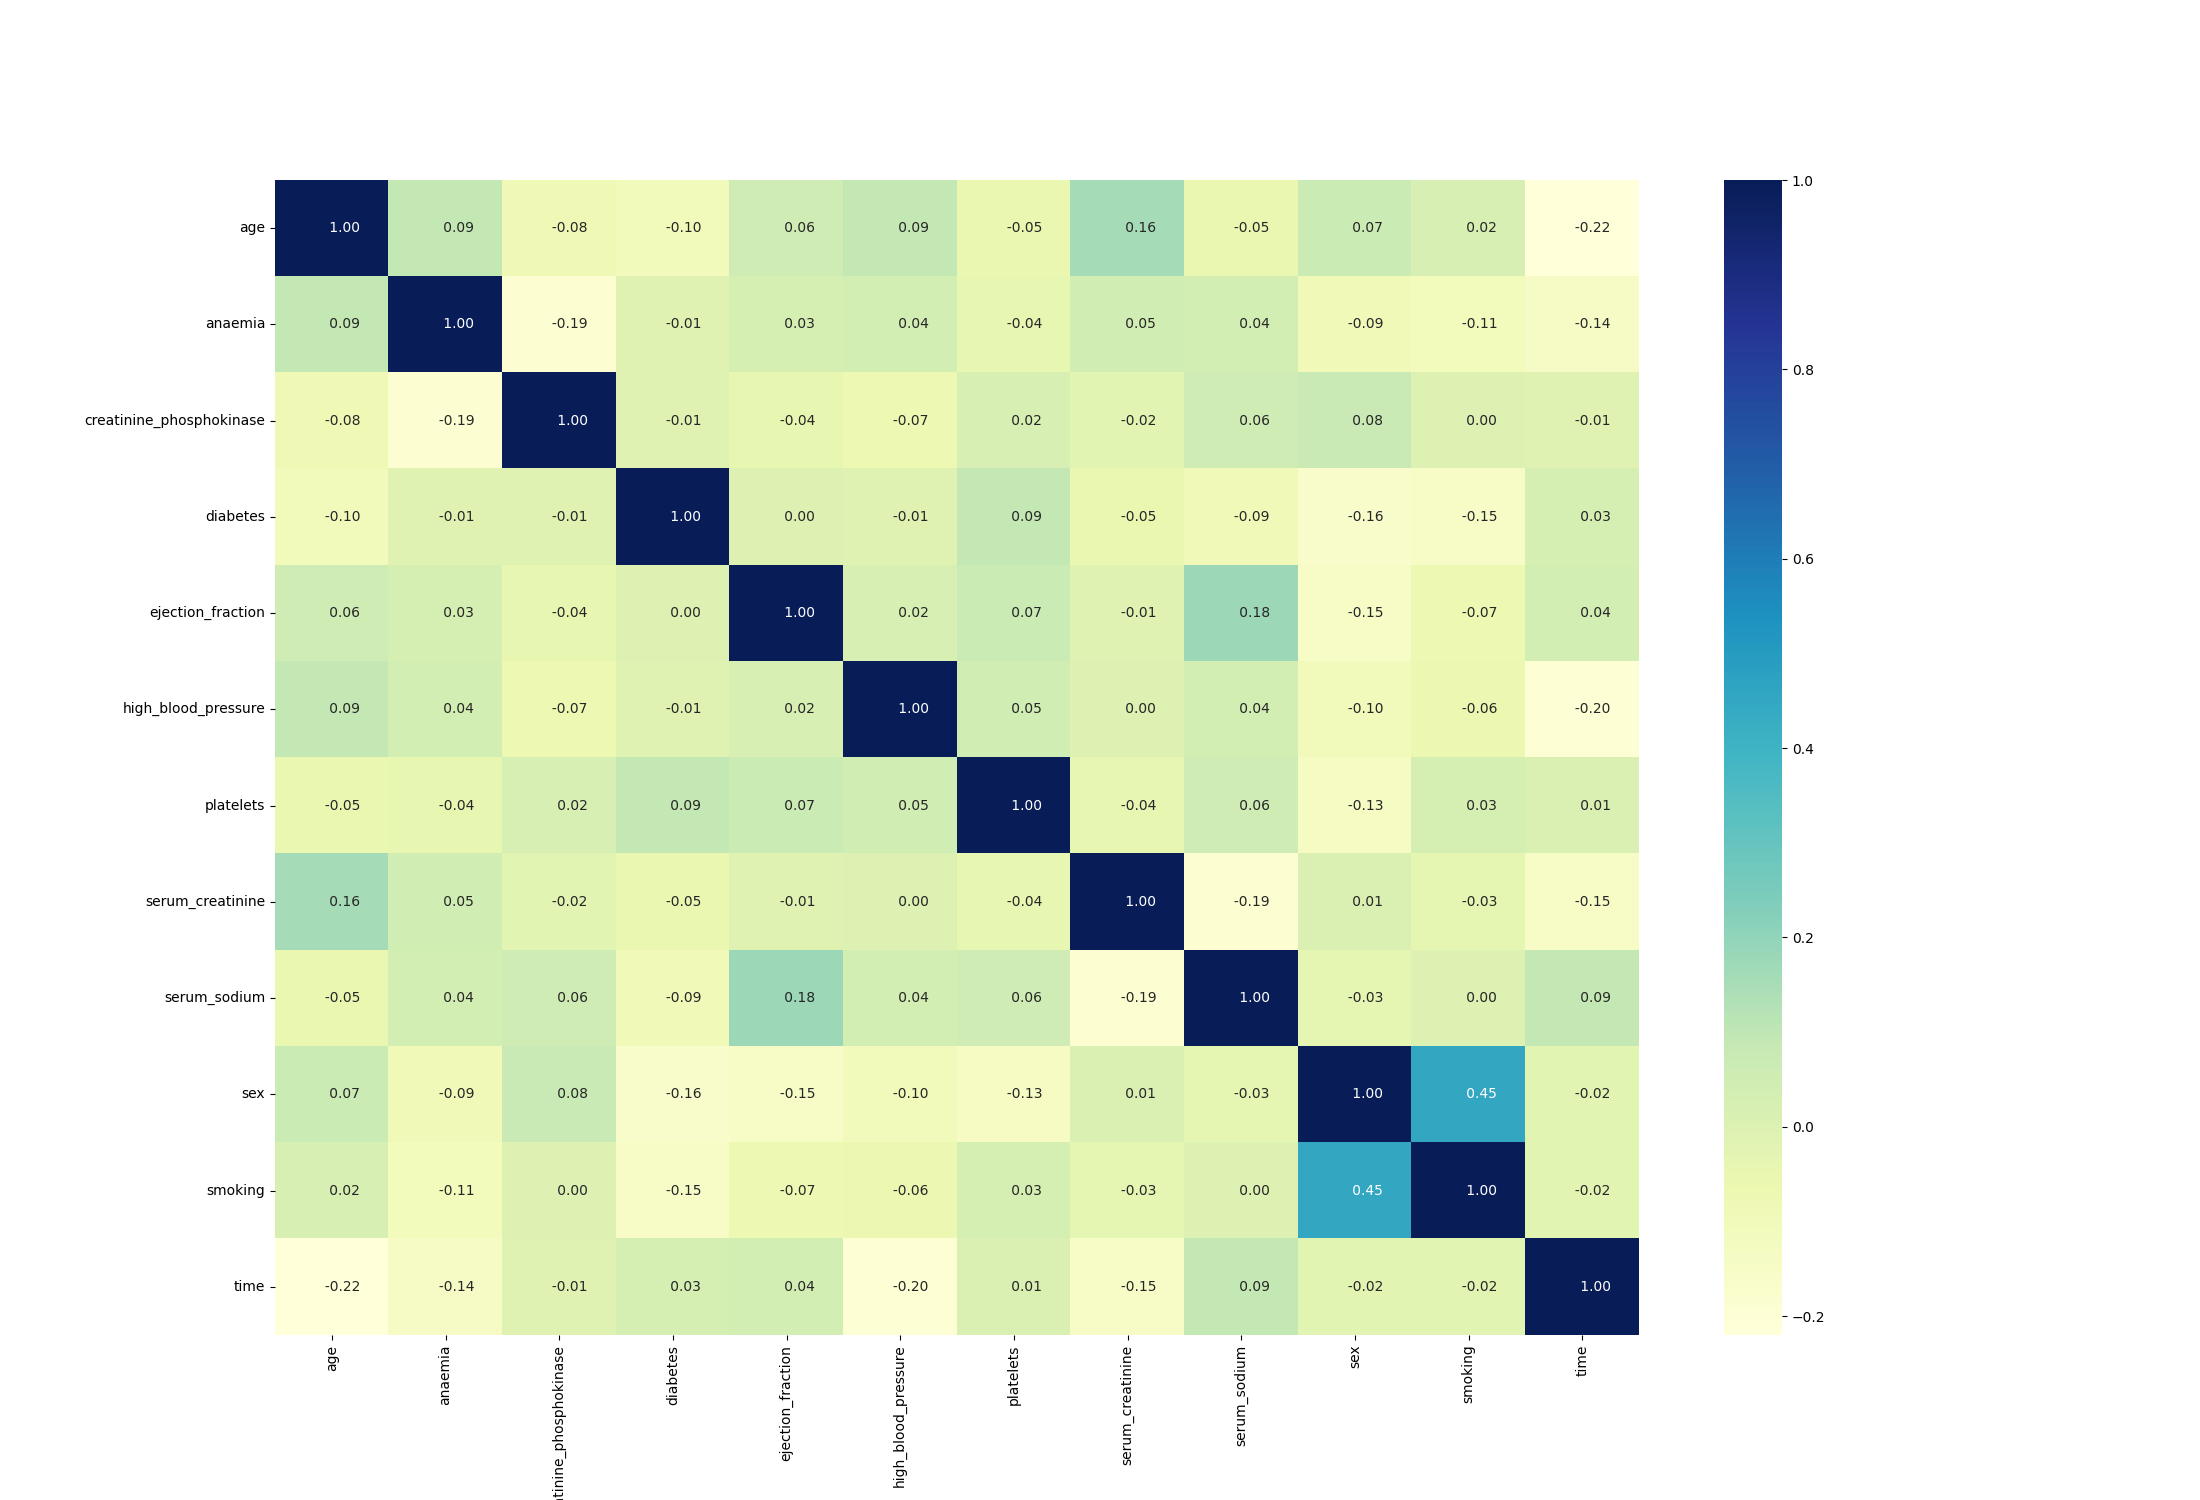 age 1.00 0.09 -0.08 -0.10 0.06 0.09 -0.05 0.16 -0.05 0.07 0.02 -0.22
anaemia 0.09 1.00 -0.19 -0.01 0.03 0.04 -0.04 0.05 0.04 -0.09 -0.11 -0.14
creatinine_phosphokinase -0.08 -0.19 1.00 -0.01 -0.04 -0.07 0.02 -0.02 0.06 0.08 0.00 -0.01
diabetes -0.10 -0.01 -0.01 1.00 0.00 -0.01 0.09 -0.05 -0.09 -0.16 -0.15 0.03
ejection_fraction 0.06 0.03 -0.04 0.00 1.00 0.02 0.07 -0.01 0.18 -0.15 -0.07 0.04
high_blood_pressure 0.09 0.04 -0.07 -0.01 0.02 1.00 0.05 0.00 0.04 -0.10 -0.06 -0.20
platelets -0.05 -0.04 0.02 0.09 0.07 0.05 1.00 -0.04 0.06 -0.13 0.03 0.01
serum_creatinine 0.16 0.05 -0.02 -0.05 -0.01 0.00 -0.04 1.00 -0.19 0.01 -0.03 -0.15
serum_sodium -0.05 0.04 0.06 -0.09 0.18 0.04 0.06 -0.19 1.00 -0.03 0.00 0.09
sex 0.07 -0.09 0.08 -0.16 -0.15 -0.10 -0.13 0.01 -0.03 1.00 0.45 -0.02
smoking 0.02 -0.11 0.00 -0.15 -0.07 -0.06 0.03 -0.03 0.00 0.45 1.00 -0.02
time -0.22 -0.14 -0.01 0.03 0.04 -0.20 0.01 -0.15 0.09 -0.02 -0.02 1.00
age
anaemia
tinine_phosphokinase
diabetes
ejection_fraction
high_blood_pressure
platelets
serum_creatinine
serum_sodium
sex
smoking
time
1.0
0.8
0.6
0.4
0.2
0.0
−0.2